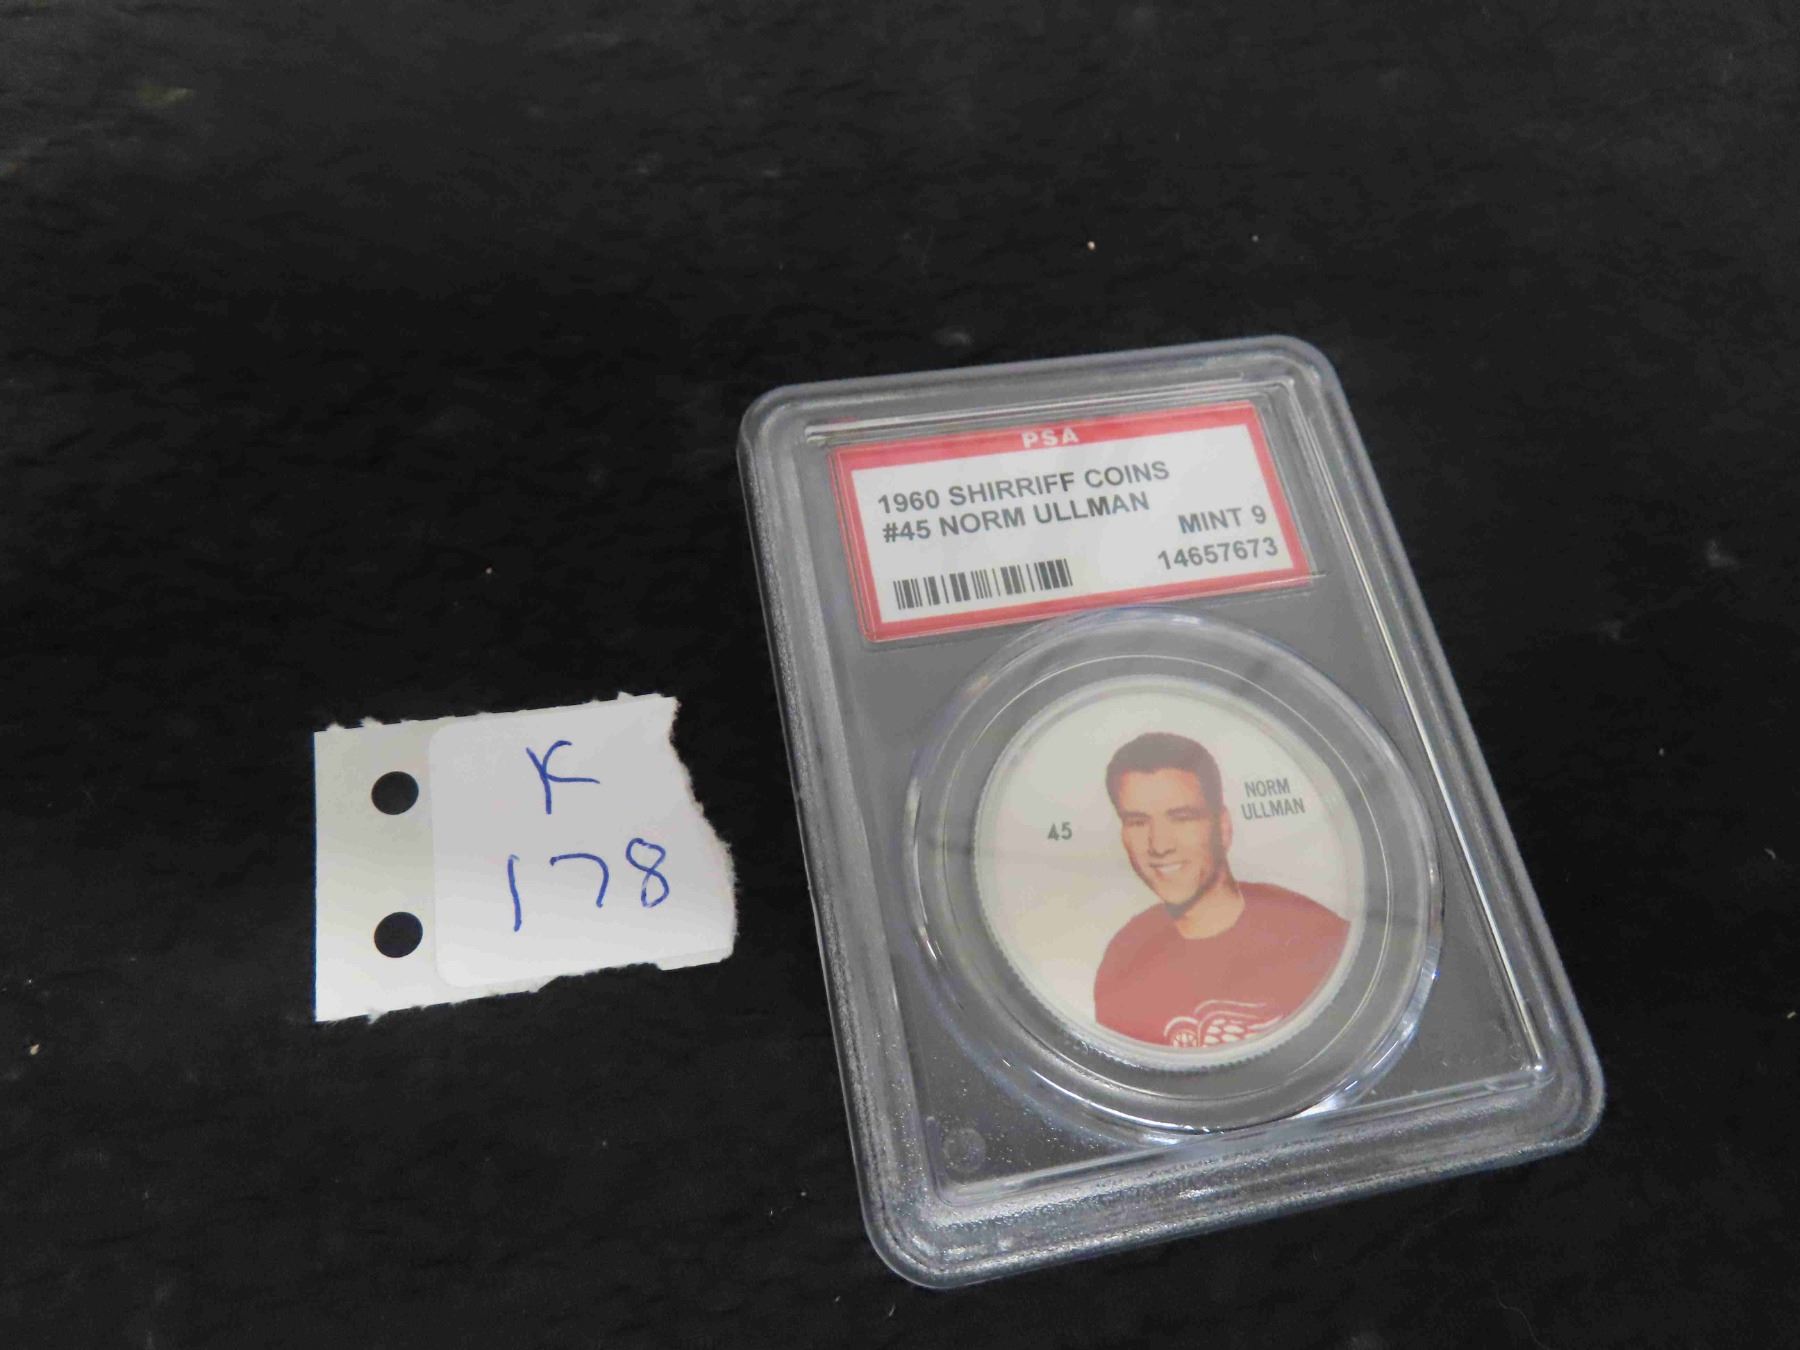 PSA
1960 SHIRRIFF COINS
#45 NORM ULLMAN
MINT 9
14657673
45
NORM
ULLMAN
K
178